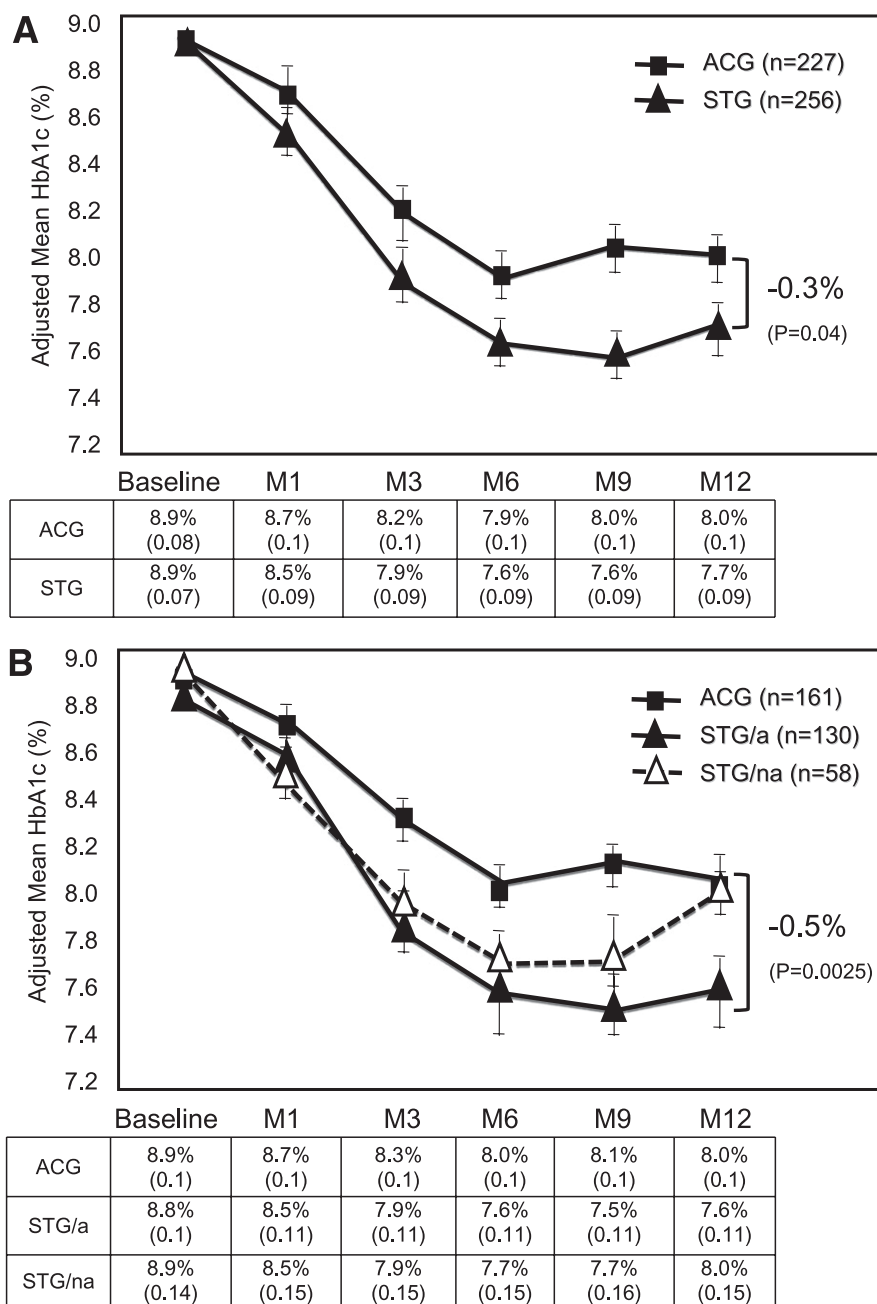 A
9.0
8.8
8.6
8.4
8.2
8.0
7.8
7.6
7.4
7.2
Adjusted Mean HbA1c (%)
ACG (n=227)
STG (n=256)
-0.3%
(P=0.04)
Baseline M1 M3 M6 M9 M12
ACG 8.9% 8.7% 8.2% 7.9% 8.0% 8.0%
(0.08) (0.1) (0.1) (0.1) (0.1) (0.1)
STG 8.9% 8.5% 7.9% 7.6% 7.6% 7.7%
(0.07) (0.09) (0.09) (0.09) (0.09) (0.09)
B
9.0
8.8
8.6
8.4
8.2
8.0
7.8
7.6
7.4
7.2
Adjusted Mean HbA1c (%)
ACG (n=161)
STG/a (n=130)
STG/na (n=58)
-0.5%
(P=0.0025)
Baseline M1 M3 M6 M9 M12
ACG 8.9% 8.7% 8.3% 8.0% 8.1% 8.0%
(0.1) (0.1) (0.1) (0.1) (0.1) (0.1)
STG/a 8.8% 8.5% 7.9% 7.6% 7.5% 7.6%
(0.1) (0.11) (0.11) (0.11) (0.11) (0.11)
STG/na 8.9% 8.5% 7.9% 7.7% 7.7% 8.0%
(0.14) (0.15) (0.15) (0.15) (0.16) (0.15)